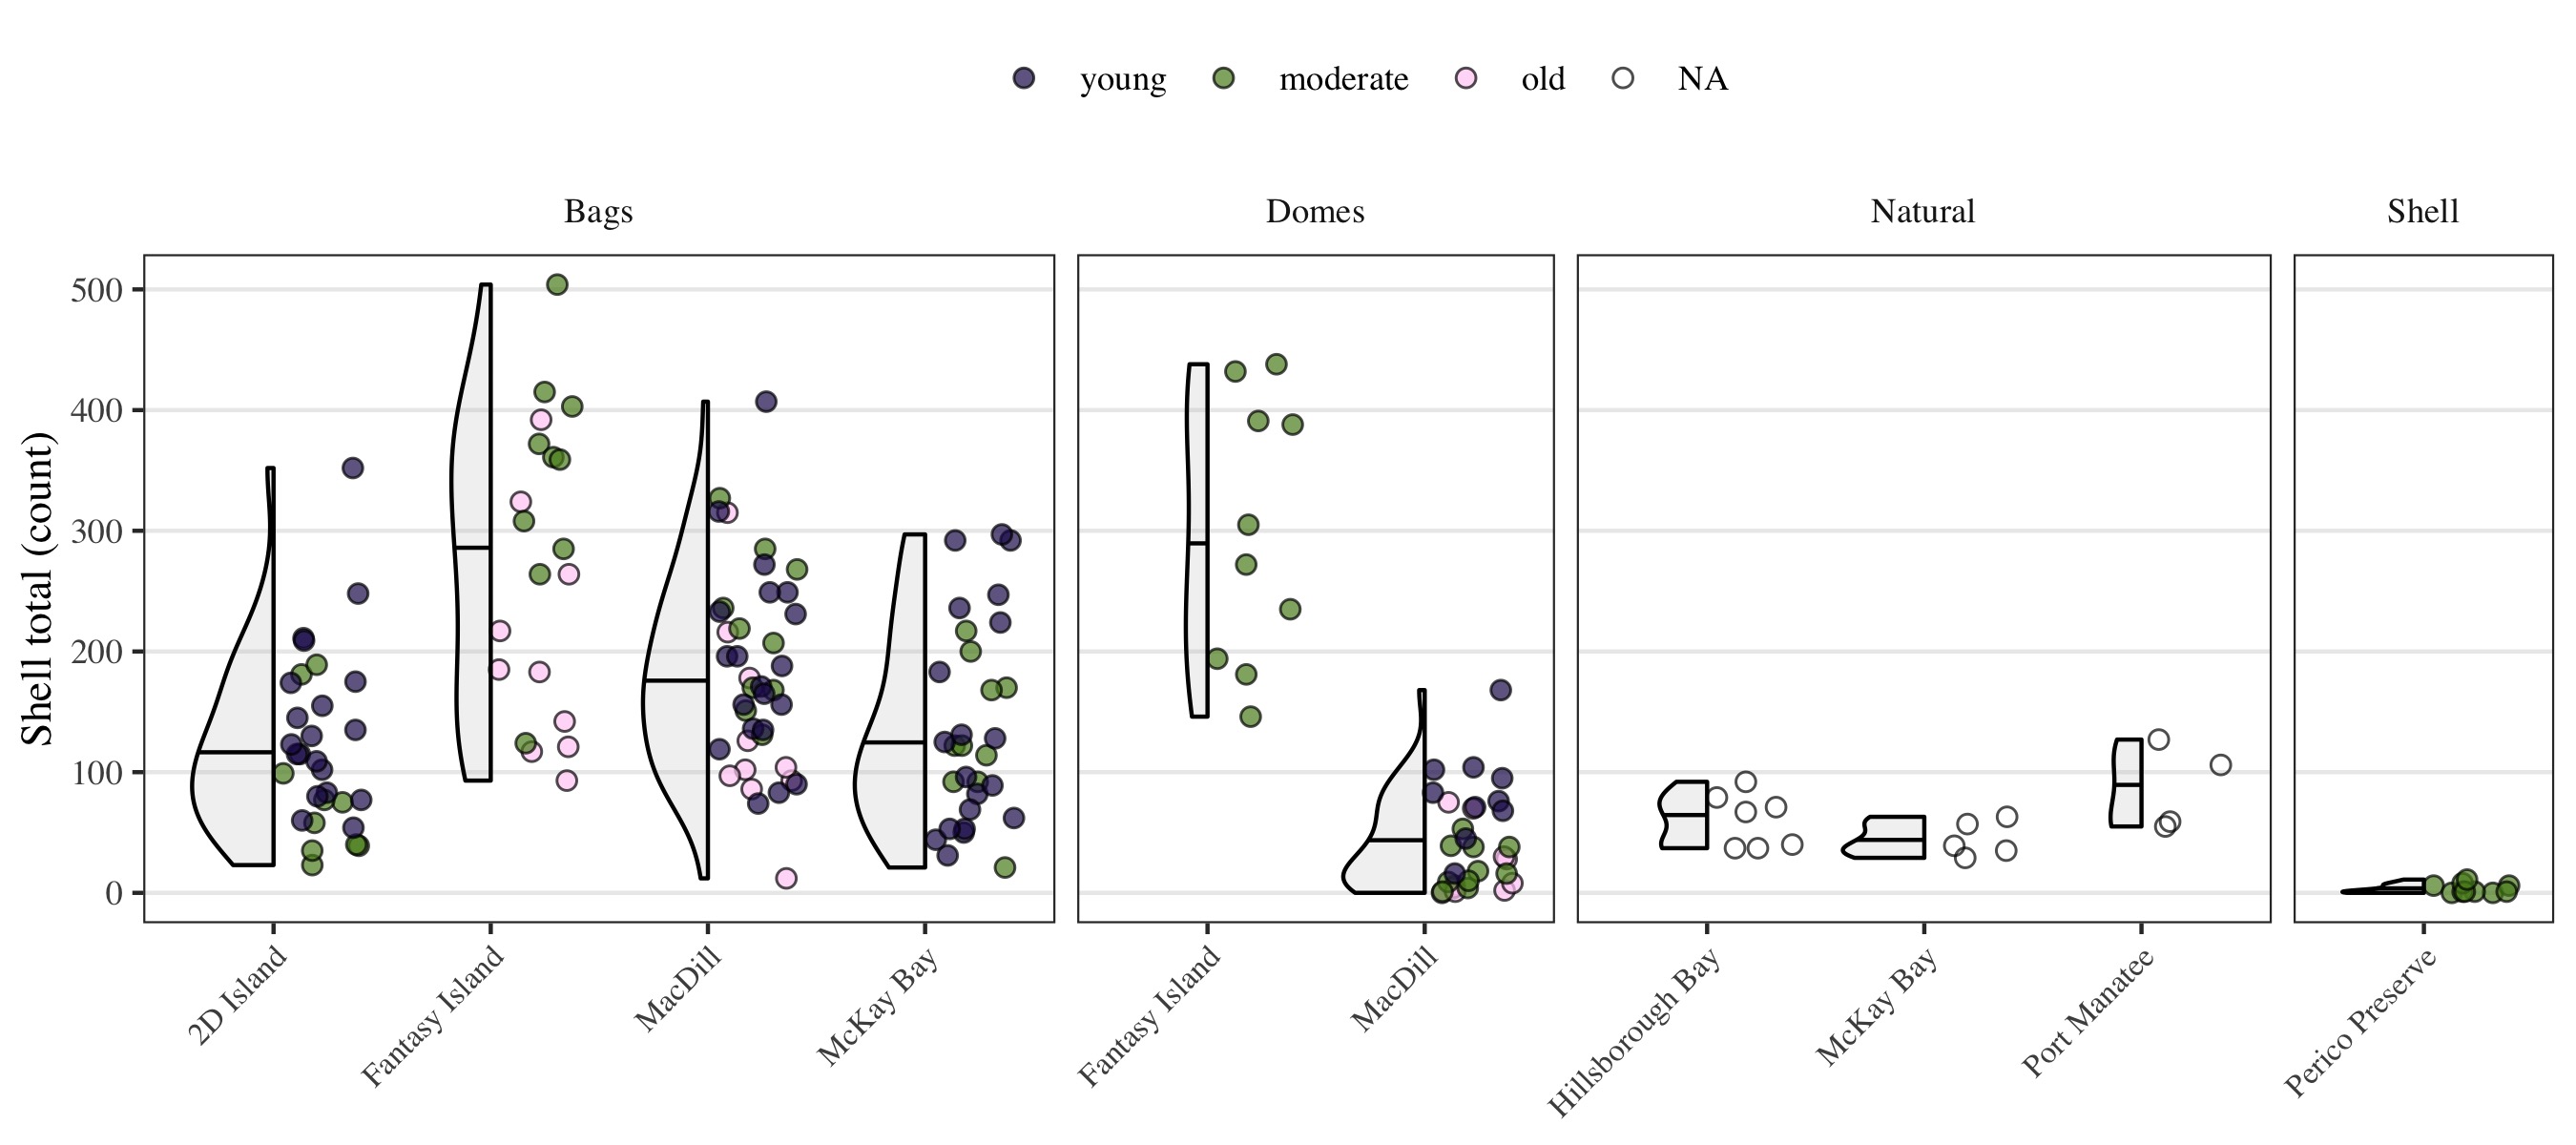 young moderate old NA
Bags Domes Natural Shell
Shell total (count)
500
400
300
200
100
0
2D Island Fantasy Island MacDill McKay Bay Fantasy Island MacDill Hillsborough Bay McKay Bay Port Manatee Perico Preserve